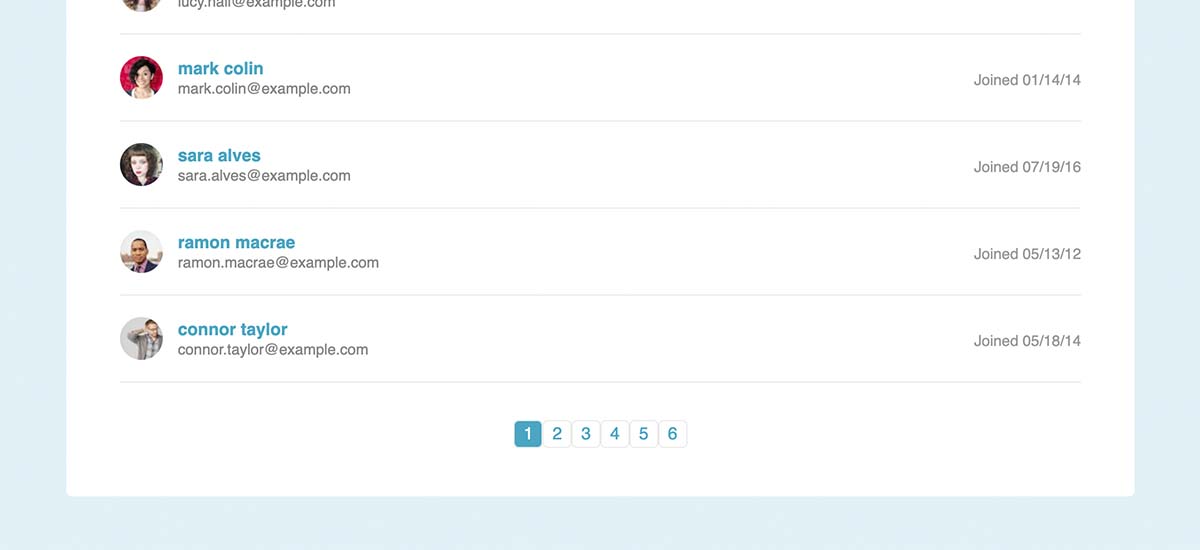 lucy.hall@example.com
mark colin
mark.colin@example.com
Joined 01/14/14
sara alves
sara.alves@example.com
Joined 07/19/16
ramon macrae
ramon.macrae@example.com
Joined 05/13/12
connor taylor
connor.taylor@example.com
Joined 05/18/14
1 2 3 4 5 6